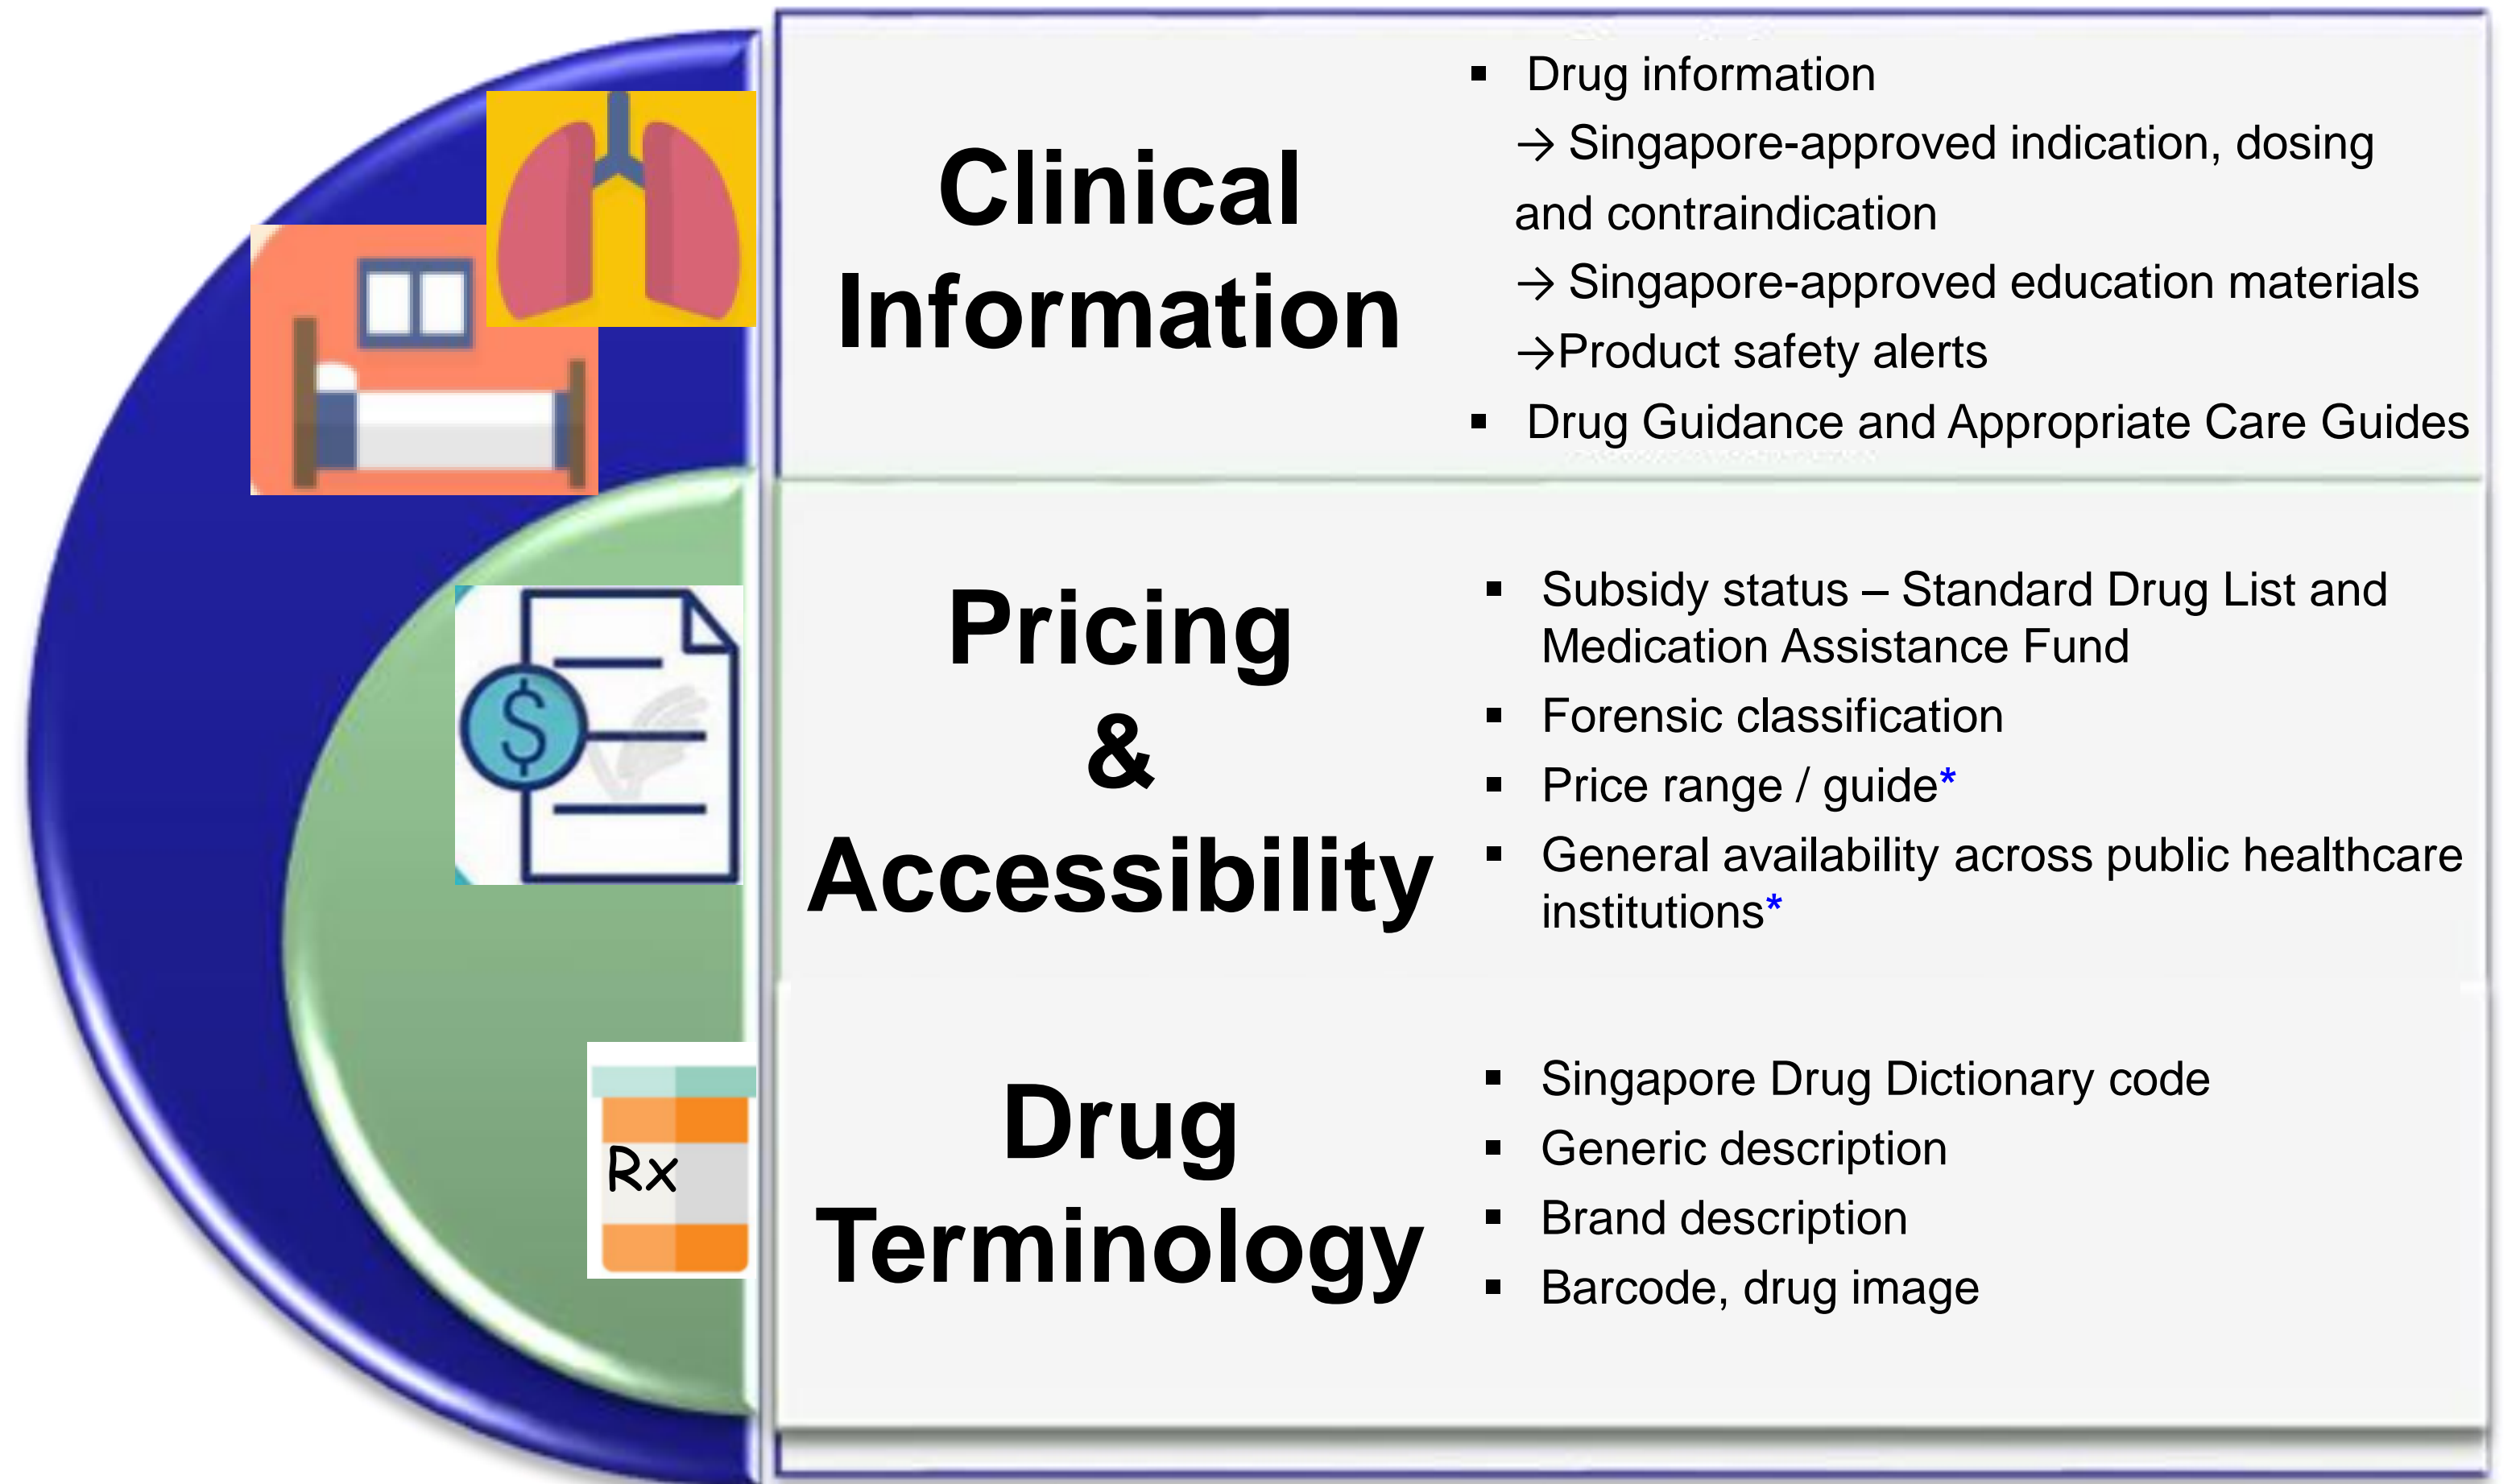 Clinical
Information
▪ Drug information
→ Singapore-approved indication, dosing
and contraindication
→ Singapore-approved education materials
→Product safety alerts
▪ Drug Guidance and Appropriate Care Guides
Pricing
&
Accessibility
▪ Subsidy status – Standard Drug List and
Medication Assistance Fund
▪ Forensic classification
▪ Price range / guide*
▪ General availability across public healthcare
institutions*
$
Rx
Drug
Terminology
▪ Singapore Drug Dictionary code
▪ Generic description
▪ Brand description
▪ Barcode, drug image